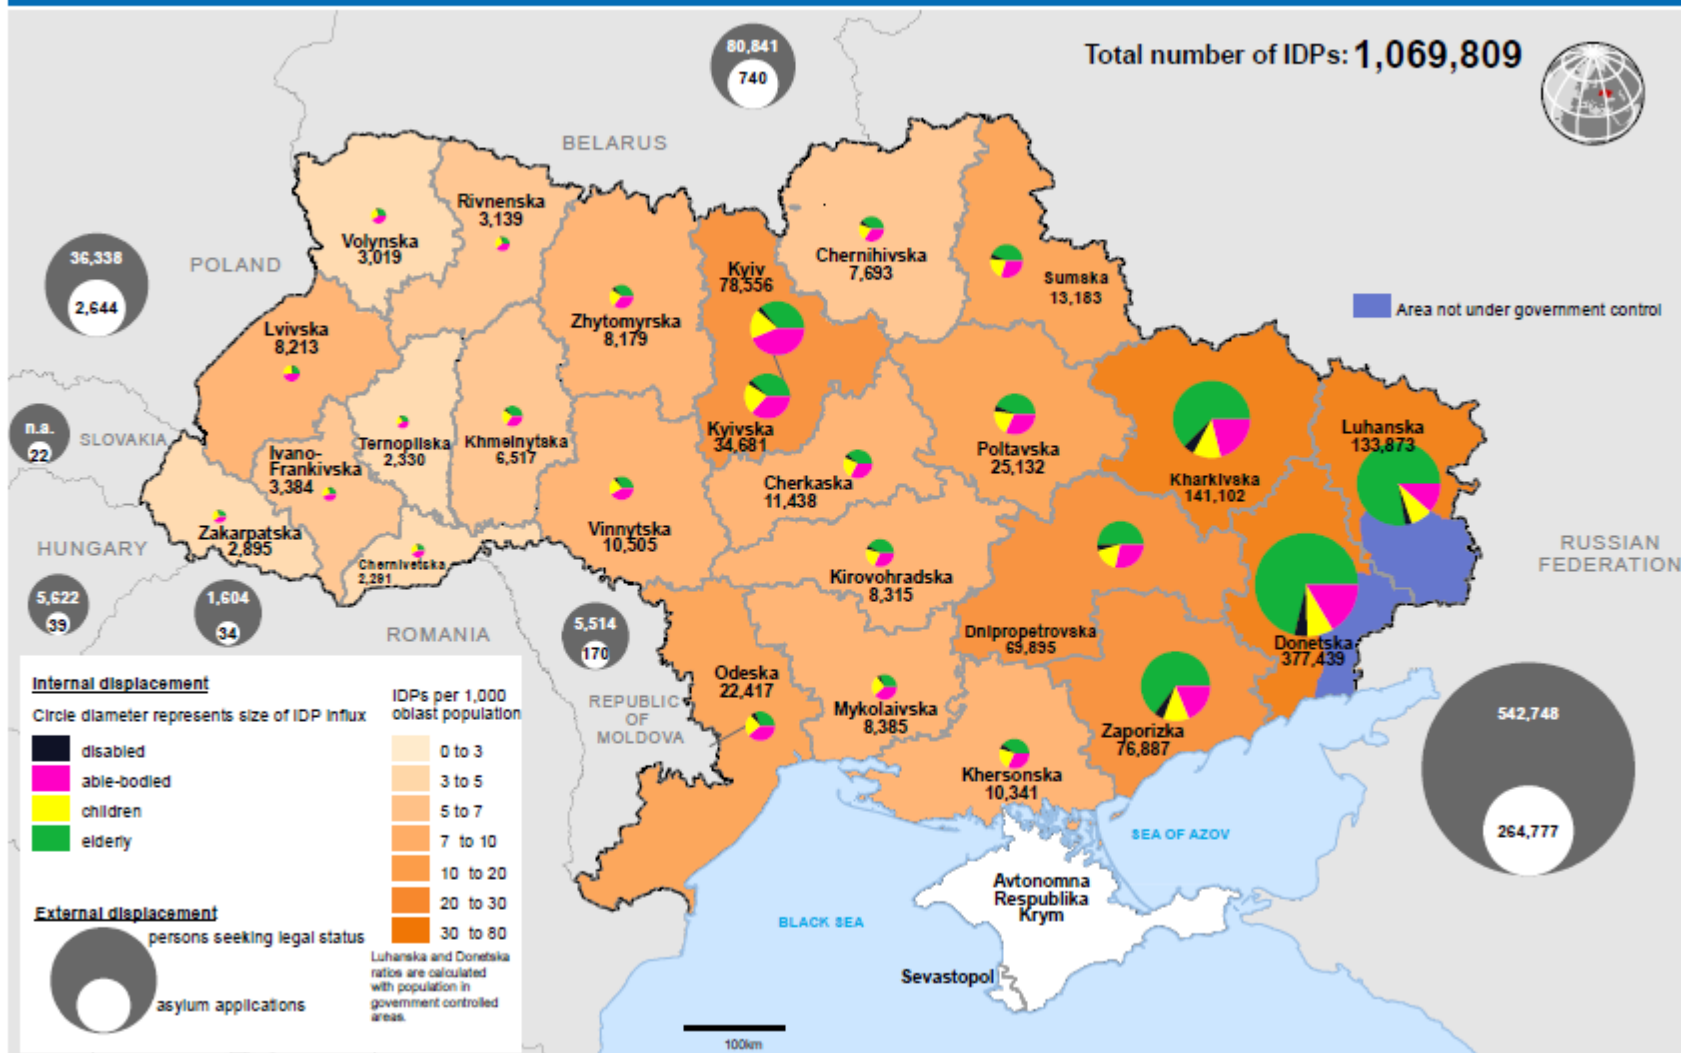 Total number of IDPs: 1,069,809
80,841
740
BELARUS
Rivnenska
3,139
Volynska
3,019
POLAND
36,338
2,644
Kyiv
78,556
Chernihivska
7,693
Sumska
13,183
Area not under government control
Lvivska
8,213
Zhytomyrska
8,179
n.a.
22
SLOVAKIA
Ternopilska
2,330
Khmelnytska
6,517
Ivano-
Frankivska
3,384
Kyivska
34,681
Poltavska
25,132
Luhanska
133,873
Kharkivska
141,102
Cherkaska
11,438
Zakarpatska
2,895
Vinnytska
10,505
HUNGARY
Chernivetska
2,291
Kirovohradska
8,315
RUSSIAN
FEDERATION
5,622
39
1,604
34
ROMANIA
5,514
170
Dnipropetrovska
69,895
Donetska
377,439
Odeska
22,417
REPUBLIC
OF
MOLDOVA
Mykolaivska
8,385
Zaporizka
76,887
Khersonska
10,341
542,748
264,777
SEA OF AZOV
Avtonomna
Respublika
Krym
BLACK SEA
Sevastopol
100km
Internal displacement
Circle diameter represents size of IDP influx
disabled
able-bodied
children
elderly
External displacement
persons seeking legal status
asylum applications
IDPs per 1,000
oblast population
0 to 3
3 to 5
5 to 7
7 to 10
10 to 20
20 to 30
30 to 80
Luhanska and Donetska
ratios are calculated
with population in
government controlled
areas.